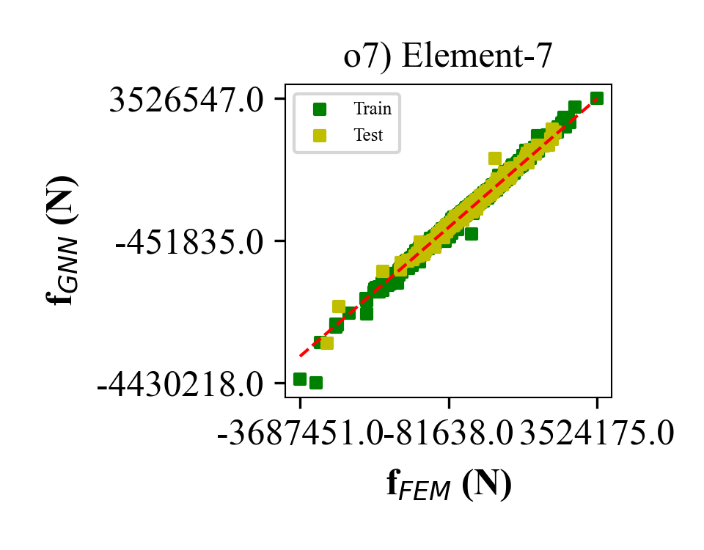 o7) Element-7
3526547.0
Train
Test
-451835.0
-4430218.0
f_GNN (N)
-3687451.0 -81638.0 3524175.0
f_FEM (N)